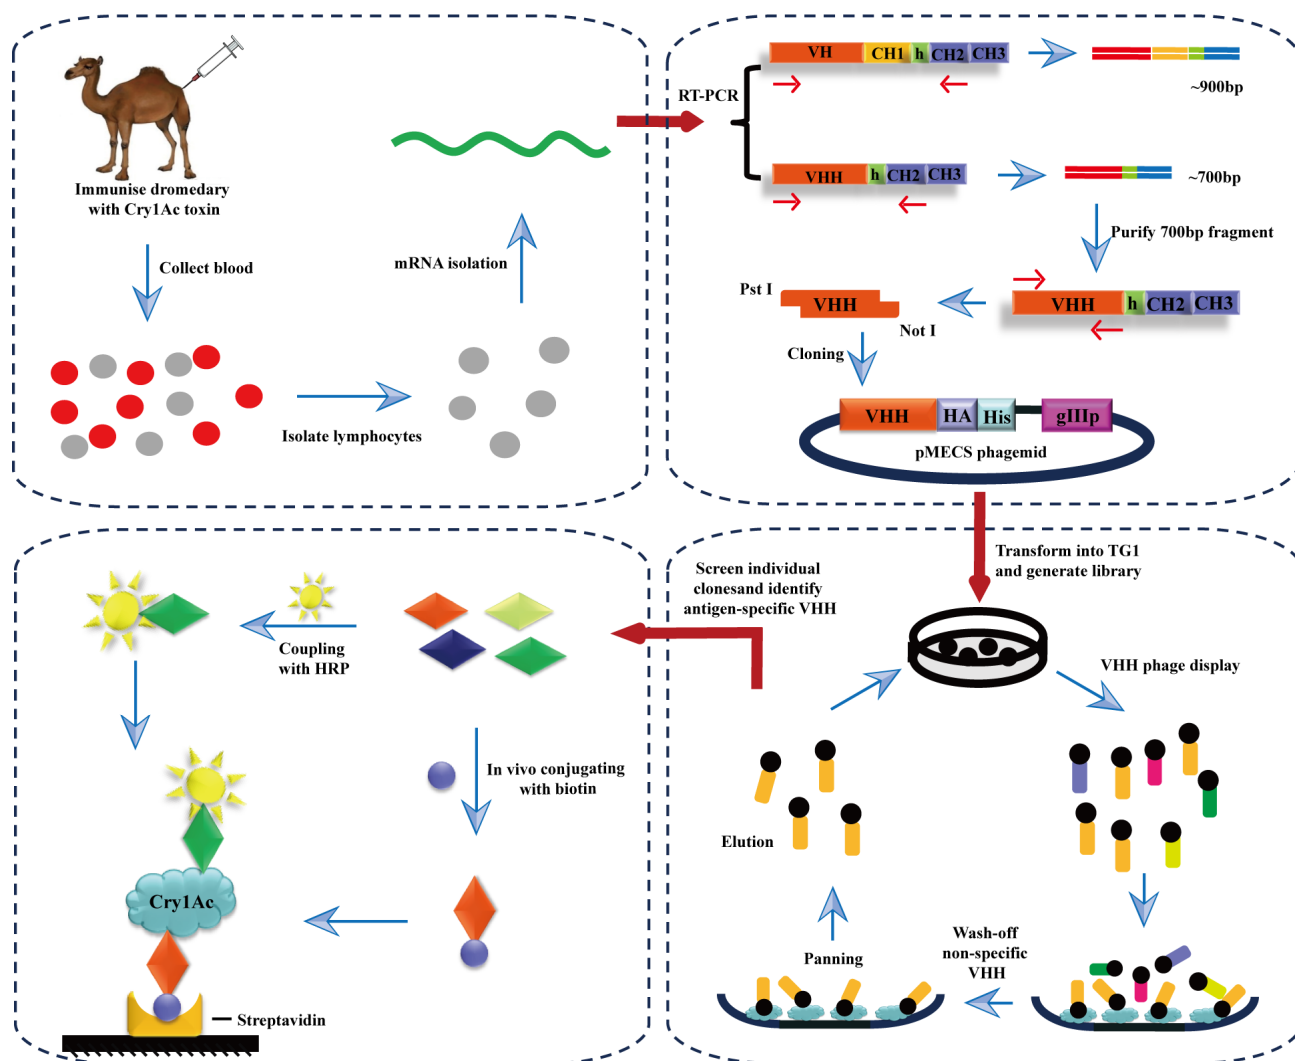 Immunise dromedary
with Cry1Ac toxin
Collect blood
Isolate lymphocytes
mRNA isolation
RT-PCR
VH CH1 h CH2 CH3
~900bp
VHH h CH2 CH3
~700bp
Purify 700bp fragment
VHH h CH2 CH3
Pst I
VHH
Not I
Cloning
VHH HA His gIIIp
pMECS phagemid
Transform into TG1
and generate library
VHH phage display
Wash-off
non-specific
VHH
Panning
Elution
Screen individual
clonesand identify
antigen-specific VHH
Coupling
with HRP
In vivo conjugating
with biotin
Cry1Ac
Streptavidin